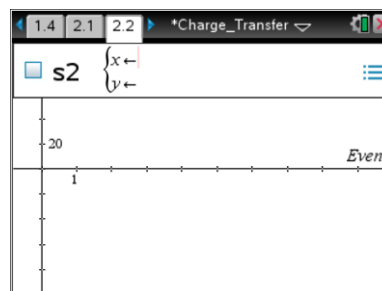 1.4 2.1 2.2 *Charge_Transfer
s2 {x←
y←
20
Even
1